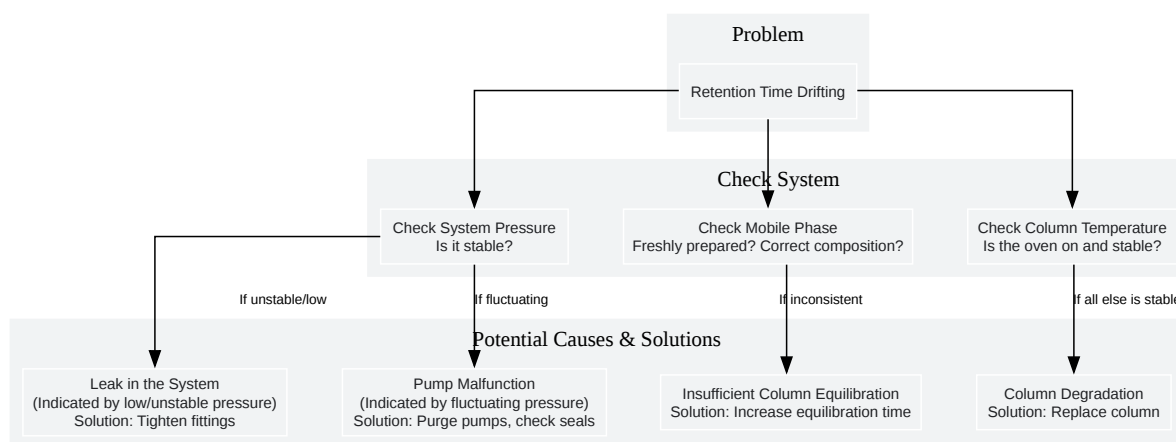 Problem
Retention Time Drifting
Check System
Check System Pressure
Is it stable?
Check Mobile Phase
Freshly prepared? Correct composition?
Check Column Temperature
Is the oven on and stable?
If unstable/low
If fluctuating
If inconsistent
If all else is stable
Potential Causes & Solutions
Leak in the System
(Indicated by low/unstable pressure)
Solution: Tighten fittings
Pump Malfunction
(Indicated by fluctuating pressure)
Solution: Purge pumps, check seals
Insufficient Column Equilibration
Solution: Increase equilibration time
Column Degradation
Solution: Replace column